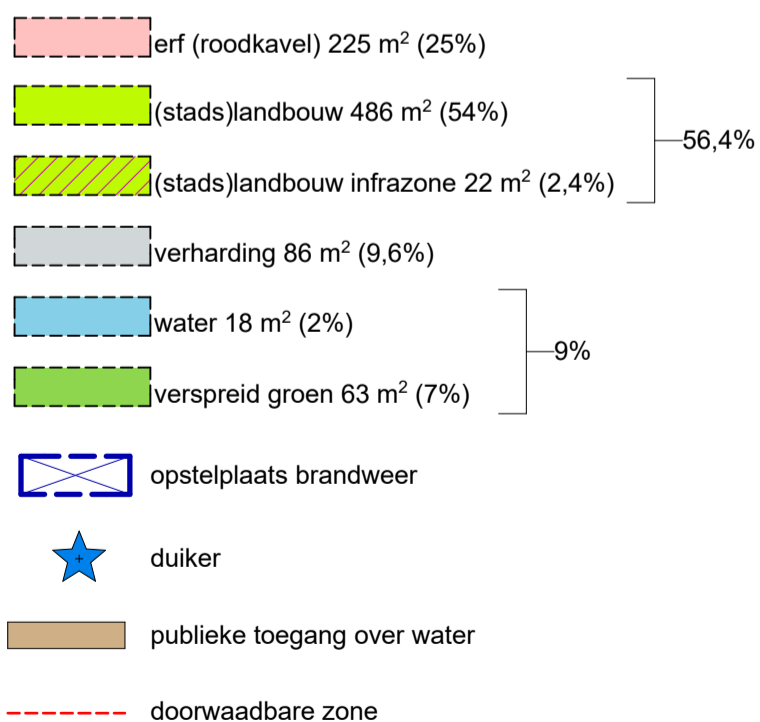 erf (roodkavel) 225 m² (25%)
(stads)landbouw 486 m² (54%)
56,4%
(stads)landbouw infrazone 22 m² (2,4%)
verharding 86 m² (9,6%)
water 18 m² (2%)
9%
verspreid groen 63 m² (7%)
opstelplaats brandweer
duiker
publieke toegang over water
doorwaadbare zone